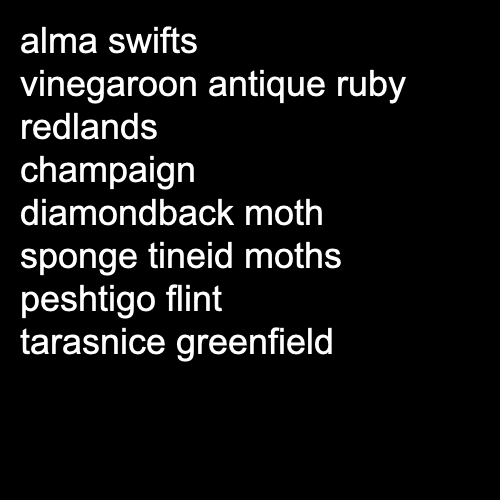 alma swifts
vinegaroon antique ruby
redlands
champaign
diamondback moth
sponge tineid moths
peshtigo flint
tarasnice greenfield